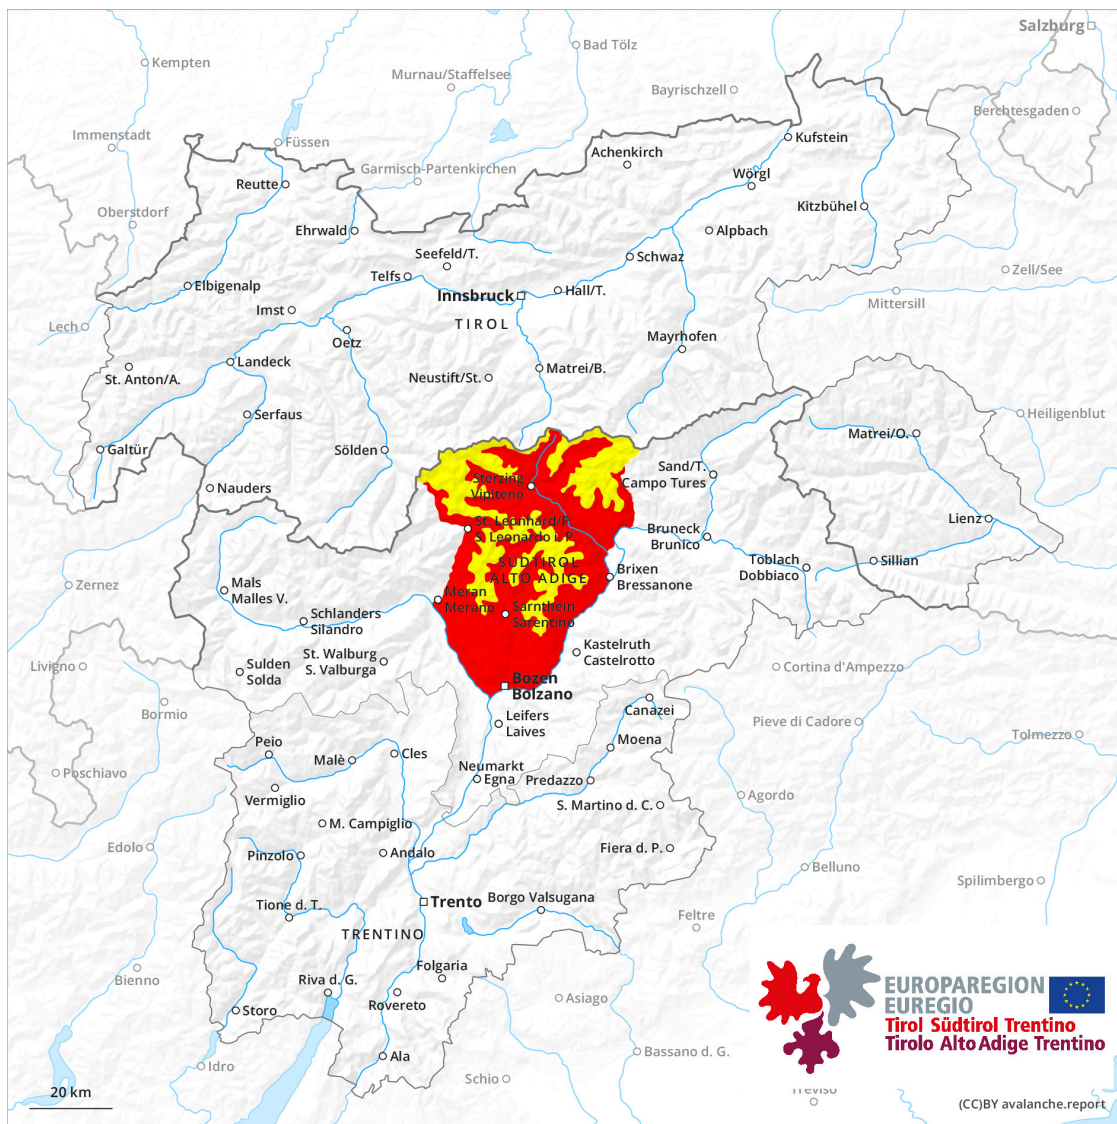 Salzburg
Bad Tölz
Kempten
Murnau/Staffelsee
Bayrischzell
Berchtesgaden
Immenstadt
Füssen
Kufstein
Achenkirch
Garmisch-Partenkirchen
Wörgl
Reutte
Oberstdorf
Kitzbühel
Ehrwald
Alpbach
Seefeld/T.
Schwaz
Zell/See
Telfs
Elbigenalp
Hall/T.
Innsbruck
Mittersill
Imst
TIROL
Lech
Oetz
Mayrhofen
Landeck
Matrei/B.
St. Anton/A.
Neustift/St.
Serfaus
Heiligenblut
Matrei/O.
Galtür
Sölden
Sand/T.
Campo Tures
Sterzing
Vipiteno
Nauders
Lienz
St. Leonhard/P.
S. Leonardo i. P.
Bruneck
Brunico
Toblach
Dobbiaco
Sillian
SÜDTIROL
ALTO ADIGE
Brixen
Bressanone
Zernez
Mals
Malles V.
Meran
Merano
Sarnthein
Sarentino
Schlanders
Silandro
Kastelruth
Castelrotto
St. Walburg
S. Valburga
Livigno
Sulden
Solda
Cortina d'Ampezzo
Bozen
Bolzano
Bormio
Canazei
Leifers
Laives
Pieve di Cadore
Tolmezzo
Peio
Moena
Malè
Cles
Poschiavo
Neumarkt
Egna
Predazzo
Vermiglio
Agordo
S. Martino d. C.
M. Campiglio
Edolo
Pinzolo
Andalo
Fiera d. P.
Belluno
Spilimbergo
Trento
Borgo Valsugana
Tione d. T.
Feltre
TRENTINO
Folgaria
Bienno
Riva d. G.
Rovereto
Asiago
Storo
EUROPAREGION
EUREGIO
Tirol Südtirol Trentino
Tirolo Alto Adige Trentino
Ala
Bassano d. G.
Idro
Schio
Treviso
20 km
(CC)BY avalanche.report